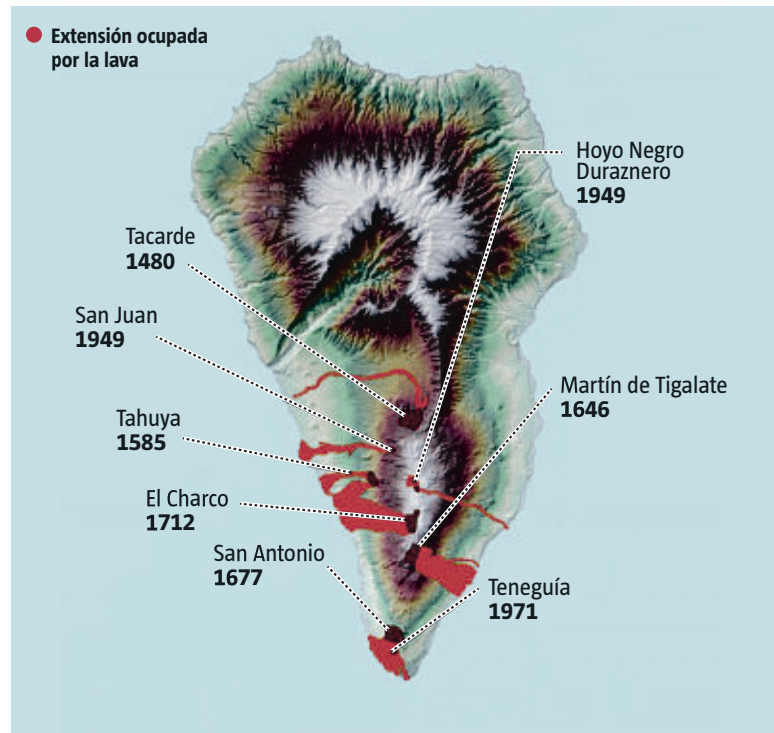 Extensión ocupada
por la lava
Hoyo Negro
Duraznero
1949
Tacarde
1480
San Juan
1949
Martín de Tigalate
1646
Tahuya
1585
El Charco
1712
San Antonio
1677
Teneguía
1971